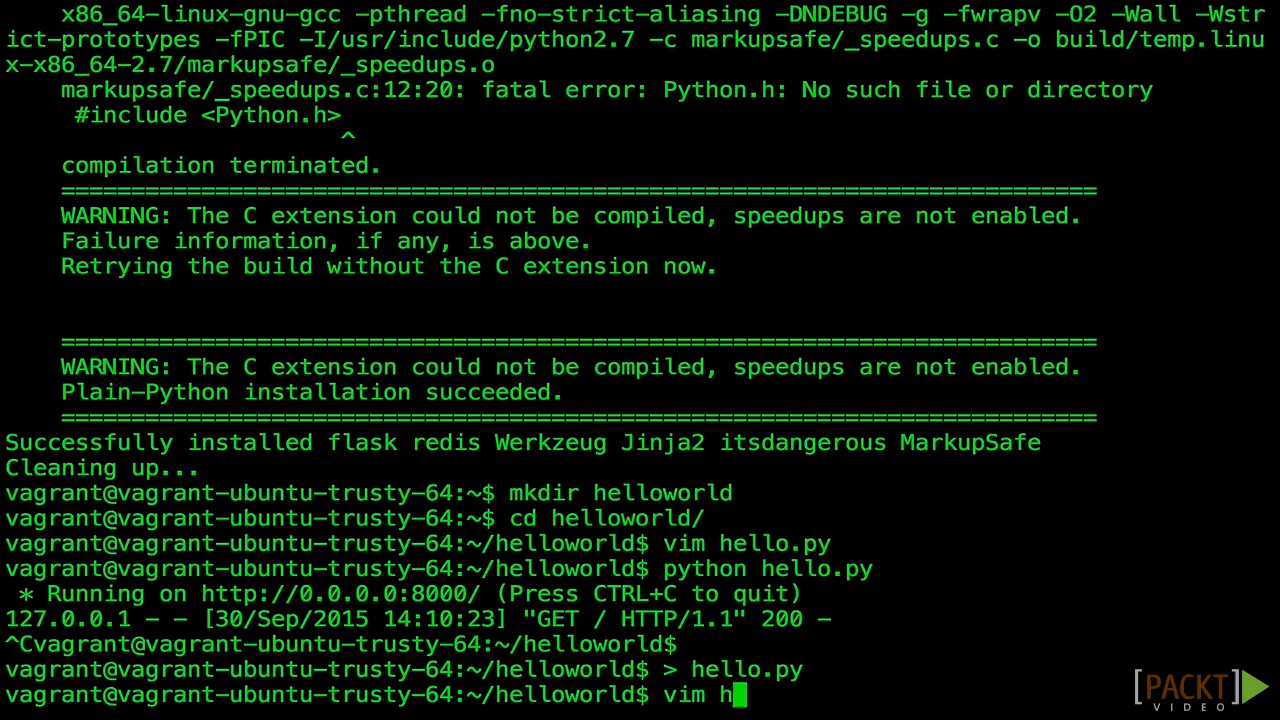 x86_64-linux-gnu-gcc -pthread -fno-strict-aliasing -DNDEBUG -g -fwrapv -O2 -Wall -Wstr
ict-prototypes -fPIC -I/usr/include/python2.7 -c markupsafe/_speedups.c -o build/temp.linu
x-x86_64-2.7/markupsafe/_speedups.o
markupsafe/_speedups.c:12:20: fatal error: Python.h: No such file or directory
#include <Python.h>
^
compilation terminated.
==========================================================================
WARNING: The C extension could not be compiled, speedups are not enabled.
Failure information, if any, is above.
Retrying the build without the C extension now.
==========================================================================
WARNING: The C extension could not be compiled, speedups are not enabled.
Plain-Python installation succeeded.
==========================================================================
Successfully installed flask redis Werkzeug Jinja2 itsdangerous MarkupSafe
Cleaning up...
vagrant@vagrant-ubuntu-trusty-64:~$ mkdir helloworld
vagrant@vagrant-ubuntu-trusty-64:~$ cd helloworld/
vagrant@vagrant-ubuntu-trusty-64:~/helloworld$ vim hello.py
vagrant@vagrant-ubuntu-trusty-64:~/helloworld$ python hello.py
* Running on http://0.0.0.0:8000/ (Press CTRL+C to quit)
127.0.0.1 - - [30/Sep/2015 14:10:23] "GET / HTTP/1.1" 200 -
^Cvagrant@vagrant-ubuntu-trusty-64:~/helloworld$
vagrant@vagrant-ubuntu-trusty-64:~/helloworld$ > hello.py
vagrant@vagrant-ubuntu-trusty-64:~/helloworld$ vim h
[PACKT]
VIDEO